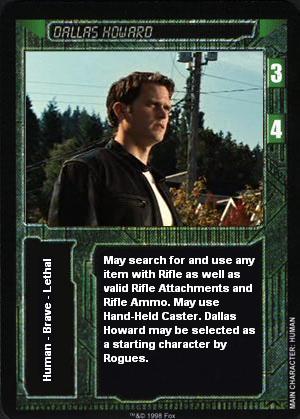 DALLAS HOWARD
3
4
Human - Brave - Lethal
May search for and use any
item with Rifle as well as
valid Rifle Attachments and
Rifle Ammo. May use
Hand-Held Caster. Dallas
Howard may be selected as
a starting character by
Rogues.
MAIN CHARACTER: HUMAN
™&© 1998 Fox